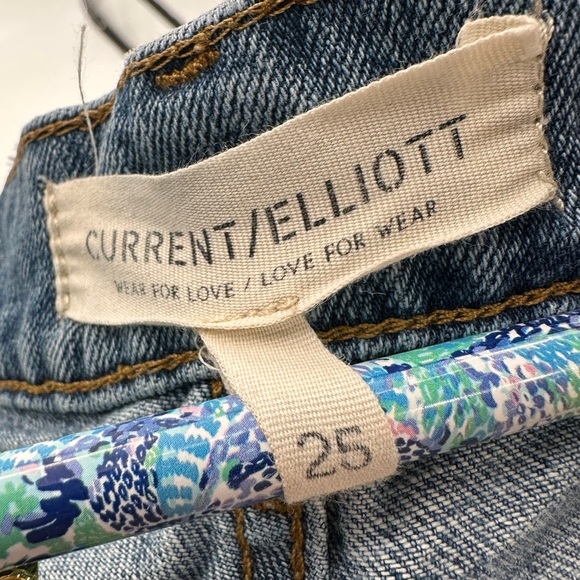 CURRENT/ELLIOTT
WEAR FOR LOVE / LOVE FOR WEAR
25